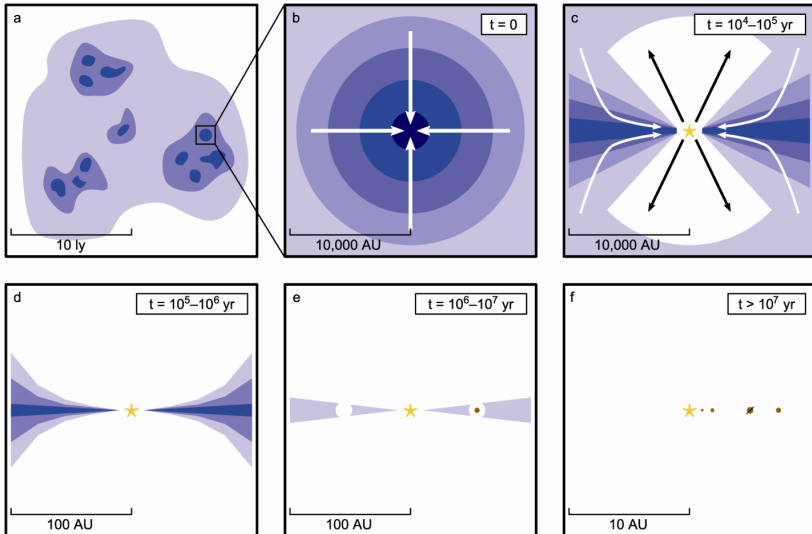 a
10 ly
b
t = 0
10,000 AU
c
t = 10⁴–10⁵ yr
10,000 AU
d
t = 10⁵–10⁶ yr
100 AU
e
t = 10⁶–10⁷ yr
100 AU
f
t > 10⁷ yr
10 AU